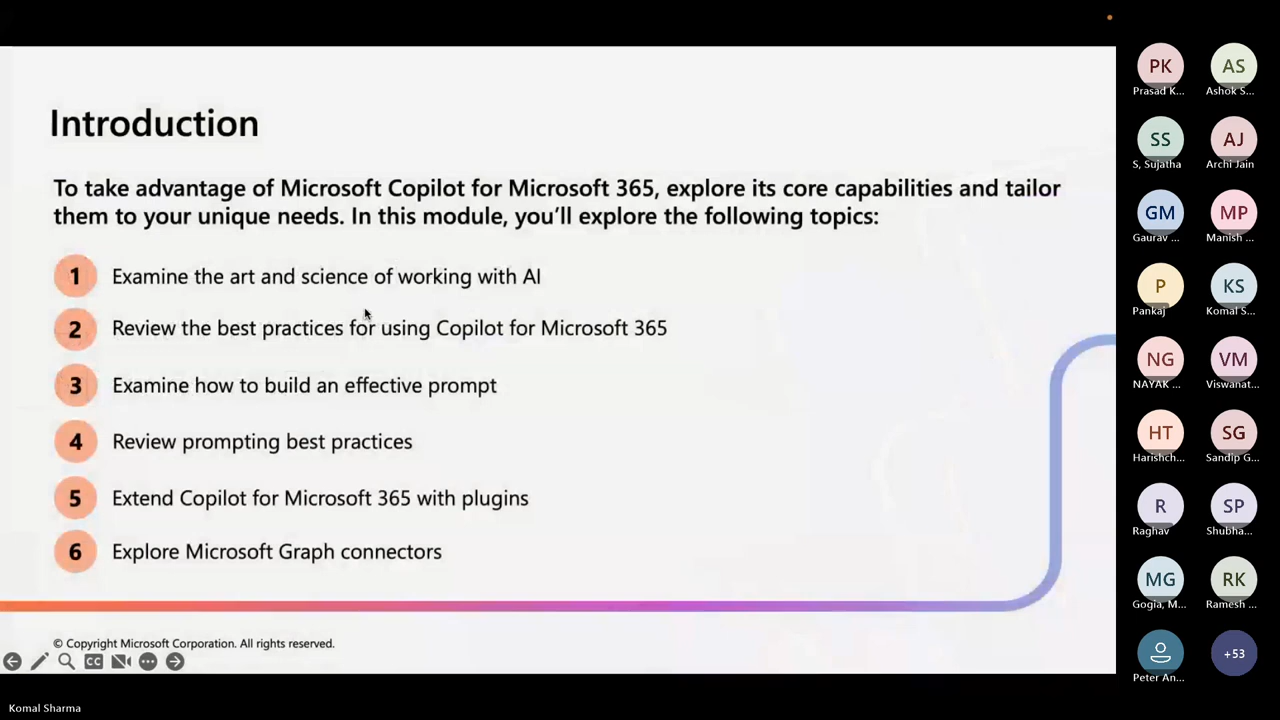 Introduction
To take advantage of Microsoft Copilot for Microsoft 365, explore its core capabilities and tailor
them to your unique needs. In this module, you'll explore the following topics:
1 Examine the art and science of working with AI
2 Review the best practices for using Copilot for Microsoft 365
3 Examine how to build an effective prompt
4 Review prompting best practices
5 Extend Copilot for Microsoft 365 with plugins
6 Explore Microsoft Graph connectors
© Copyright Microsoft Corporation. All rights reserved.
CC
Komal Sharma
PK AS
Prasad K... Ashok S...
SS AJ
S, Sujatha Archi Jain
GM MP
Gaurav ... Manish ...
P KS
Pankaj Komal S...
NG VM
NAYAK ... Viswanat...
HT SG
Harishch... Sandip G...
R SP
Raghav Shubha...
MG RK
Gogia, M... Ramesh ...
+53
Peter An...